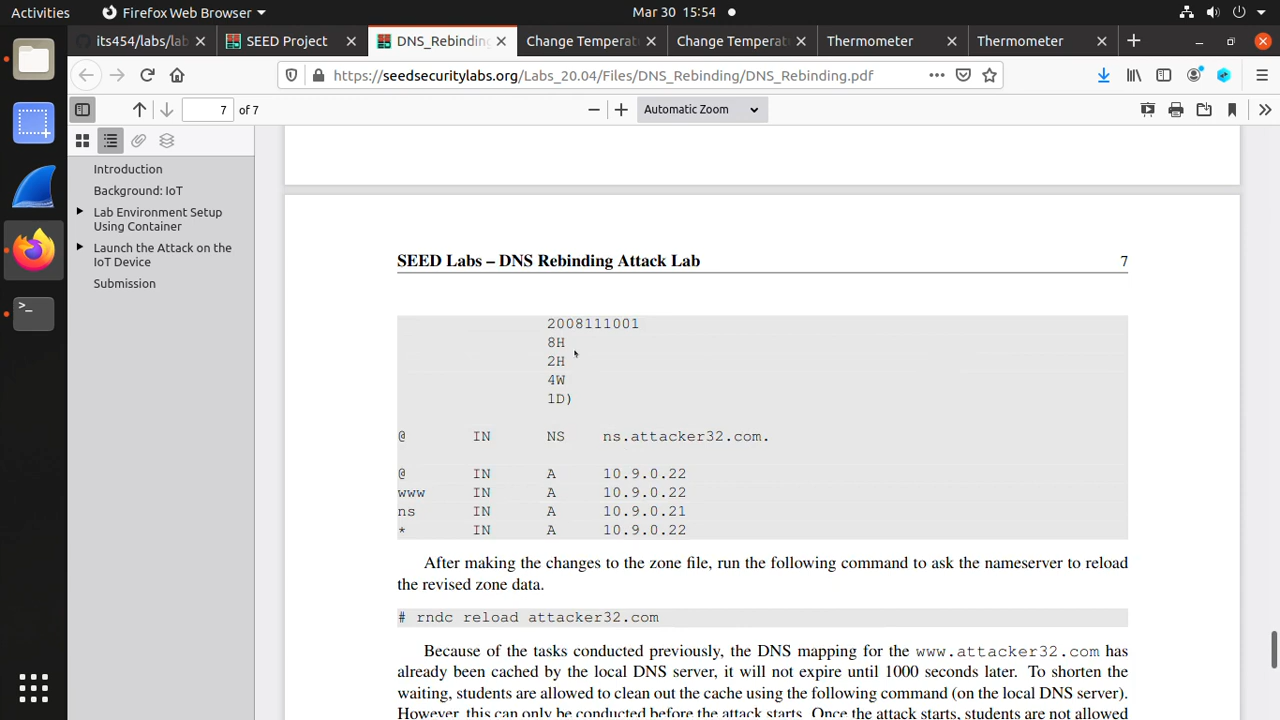 Activities Firefox Web Browser Mar 30 15:54
its454/labs/lab SEED Project DNS_Rebinding Change Temperat Change Temperat Thermometer Thermometer
https://seedsecuritylabs.org/Labs_20.04/Files/DNS_Rebinding/DNS_Rebinding.pdf
7 of 7 Automatic Zoom
Introduction
Background: IoT
Lab Environment Setup
Using Container
Launch the Attack on the
IoT Device
Submission
SEED Labs – DNS Rebinding Attack Lab 7
2008111001
8H
2H
4W
1D)
@ IN NS ns.attacker32.com.
@ IN A 10.9.0.22
www IN A 10.9.0.22
ns IN A 10.9.0.21
* IN A 10.9.0.22
After making the changes to the zone file, run the following command to ask the nameserver to reload
the revised zone data.
# rndc reload attacker32.com
Because of the tasks conducted previously, the DNS mapping for the www.attacker32.com has
already been cached by the local DNS server, it will not expire until 1000 seconds later. To shorten the
waiting, students are allowed to clean out the cache using the following command (on the local DNS server).
However, this can only be conducted before the attack starts. Once the attack starts, students are not allowed